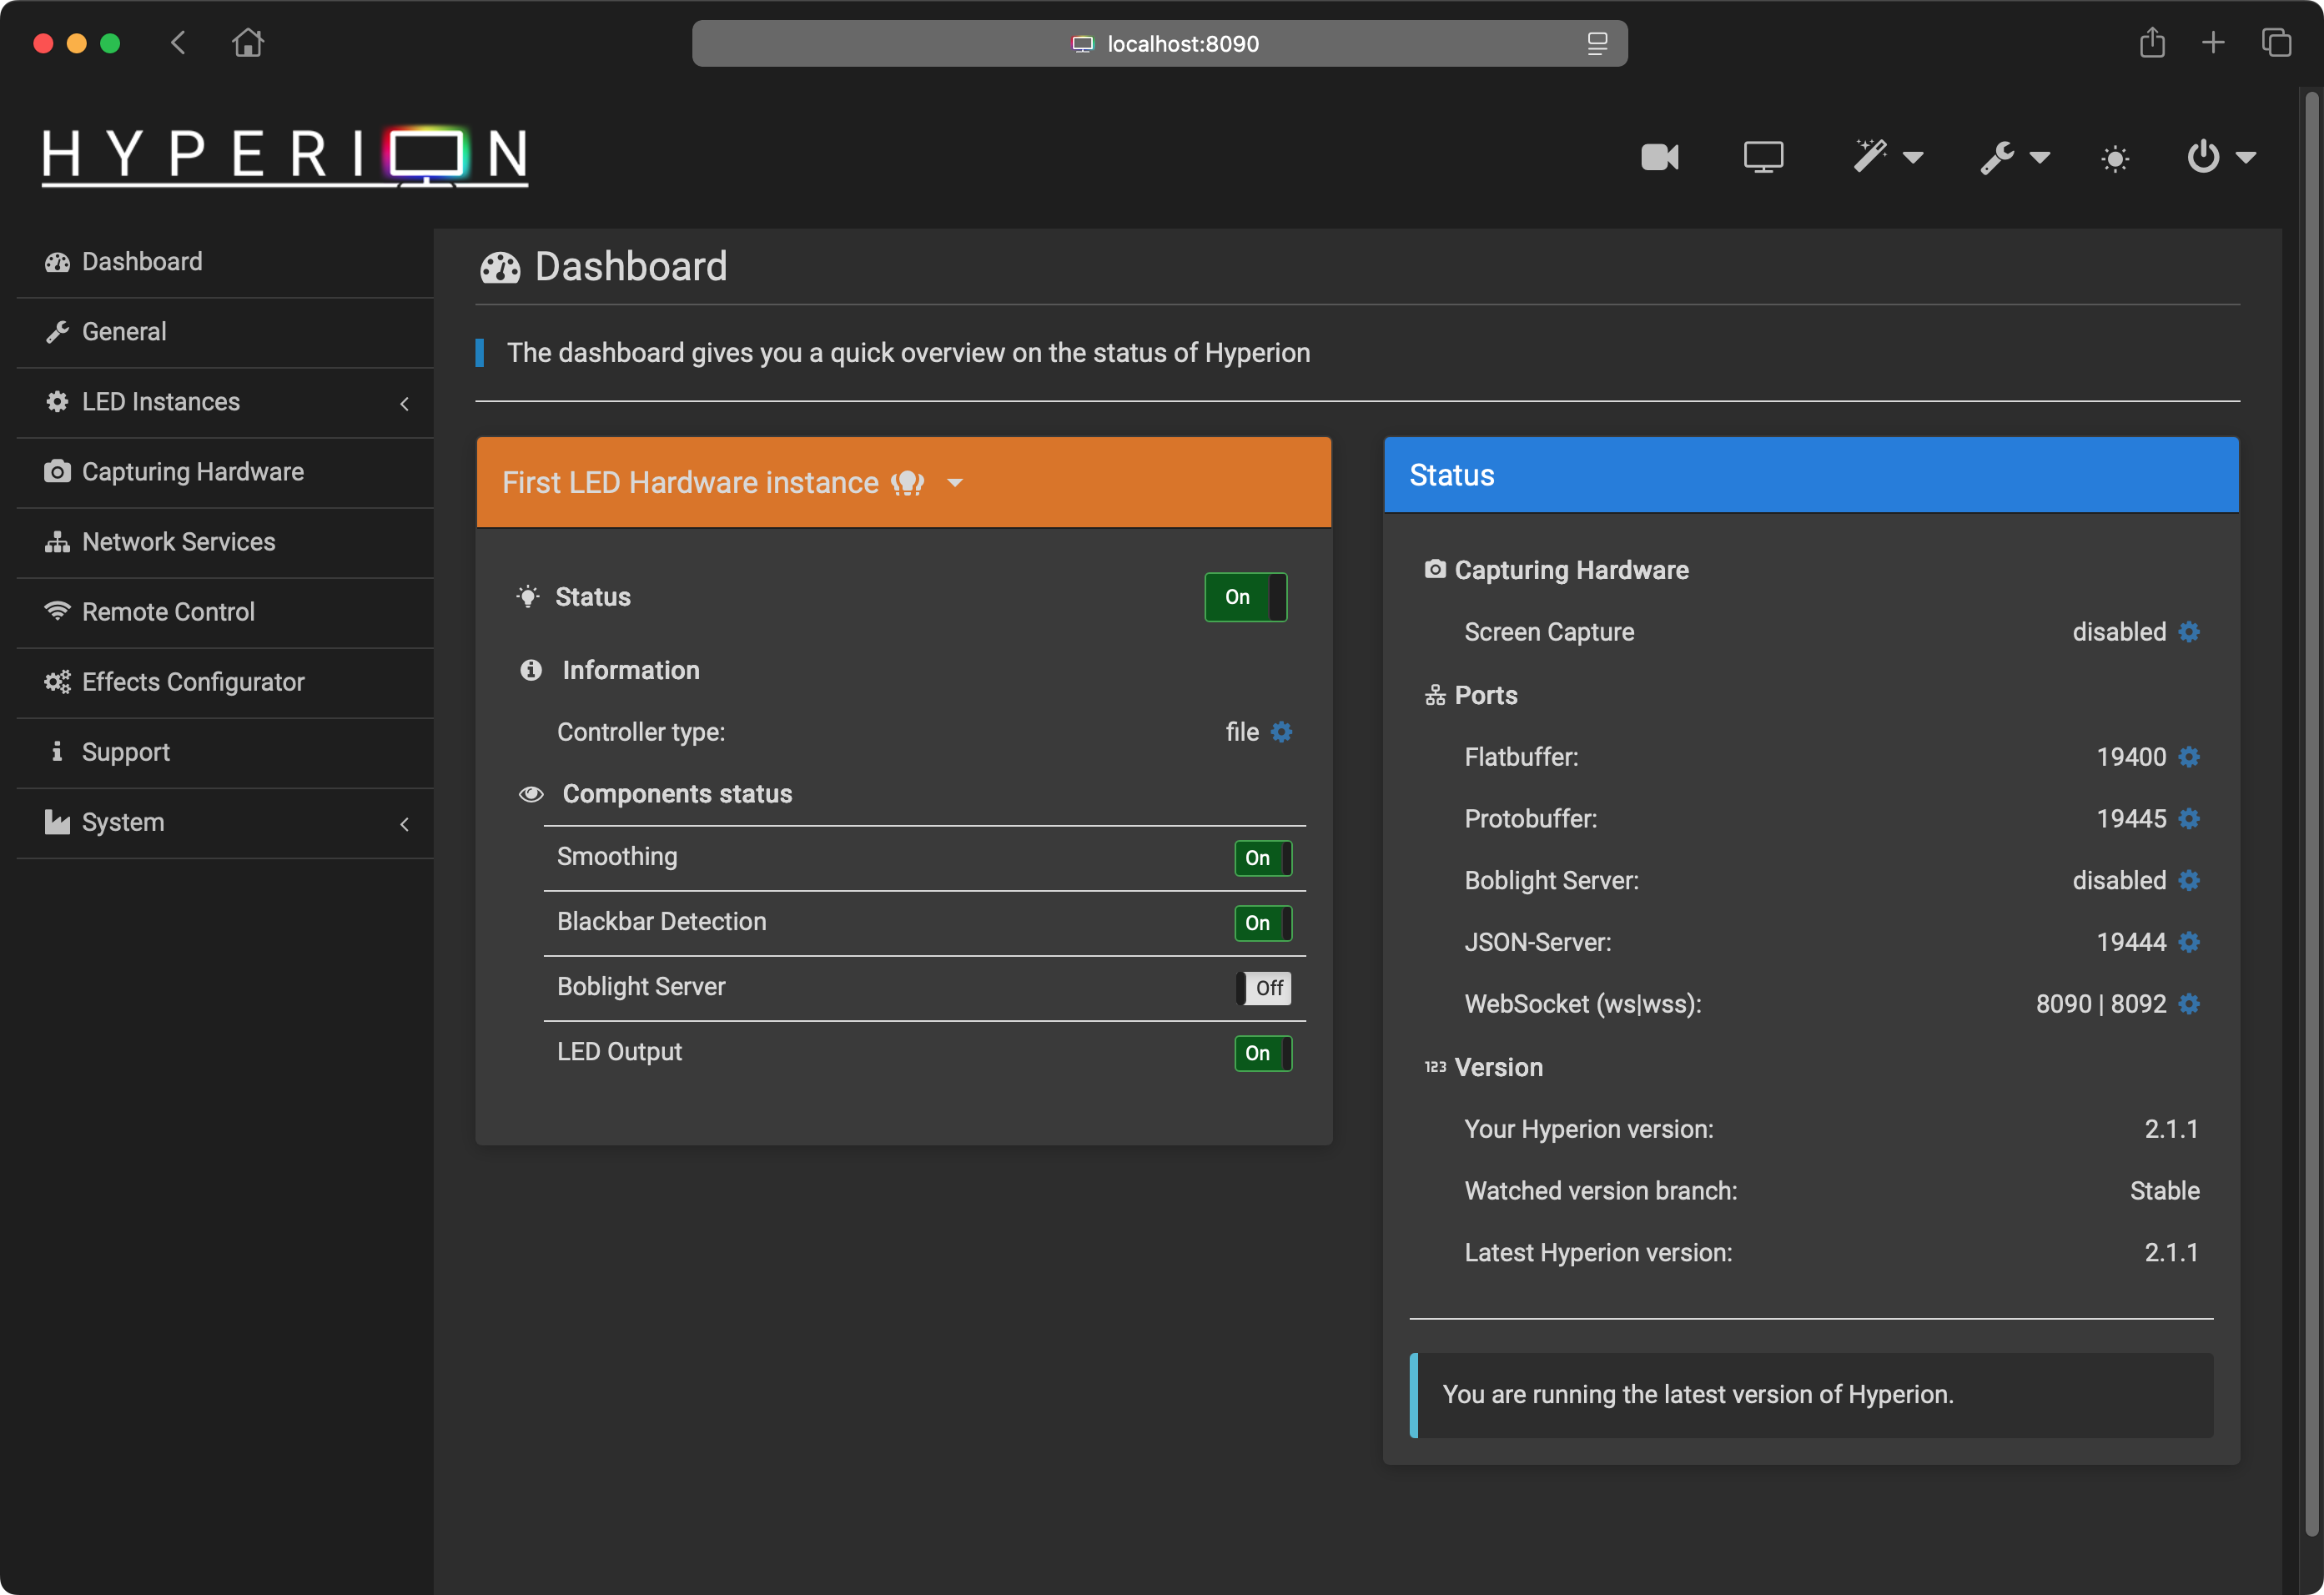 localhost:8090
HYPERION
Dashboard
General
LED Instances
Capturing Hardware
Network Services
Remote Control
Effects Configurator
Support
System
Dashboard
The dashboard gives you a quick overview on the status of Hyperion
First LED Hardware instance
Status On
Information
Controller type: file
Components status
Smoothing On
Blackbar Detection On
Boblight Server Off
LED Output On
Status
Capturing Hardware
Screen Capture disabled
Ports
Flatbuffer: 19400
Protobuffer: 19445
Boblight Server: disabled
JSON-Server: 19444
WebSocket (ws|wss): 8090 | 8092
123 Version
Your Hyperion version: 2.1.1
Watched version branch: Stable
Latest Hyperion version: 2.1.1
You are running the latest version of Hyperion.